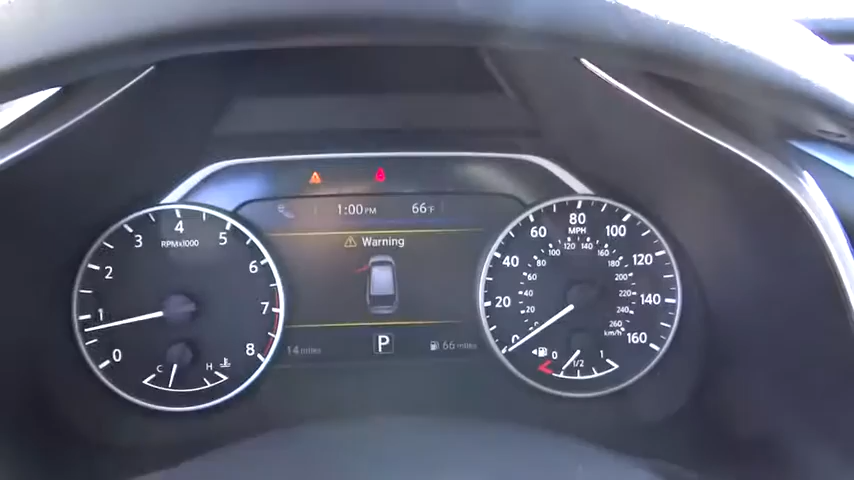 1:00 PM 66°F
Warning
14 miles P 66 miles
0 1 2 3 4 5 6 7 8
RPMx1000
C H
0 20 40 60 80 100 120 140 160
MPH
20 40 60 80 100 120 140 160 180 200 220 240 260
km/h
0 1/2 1